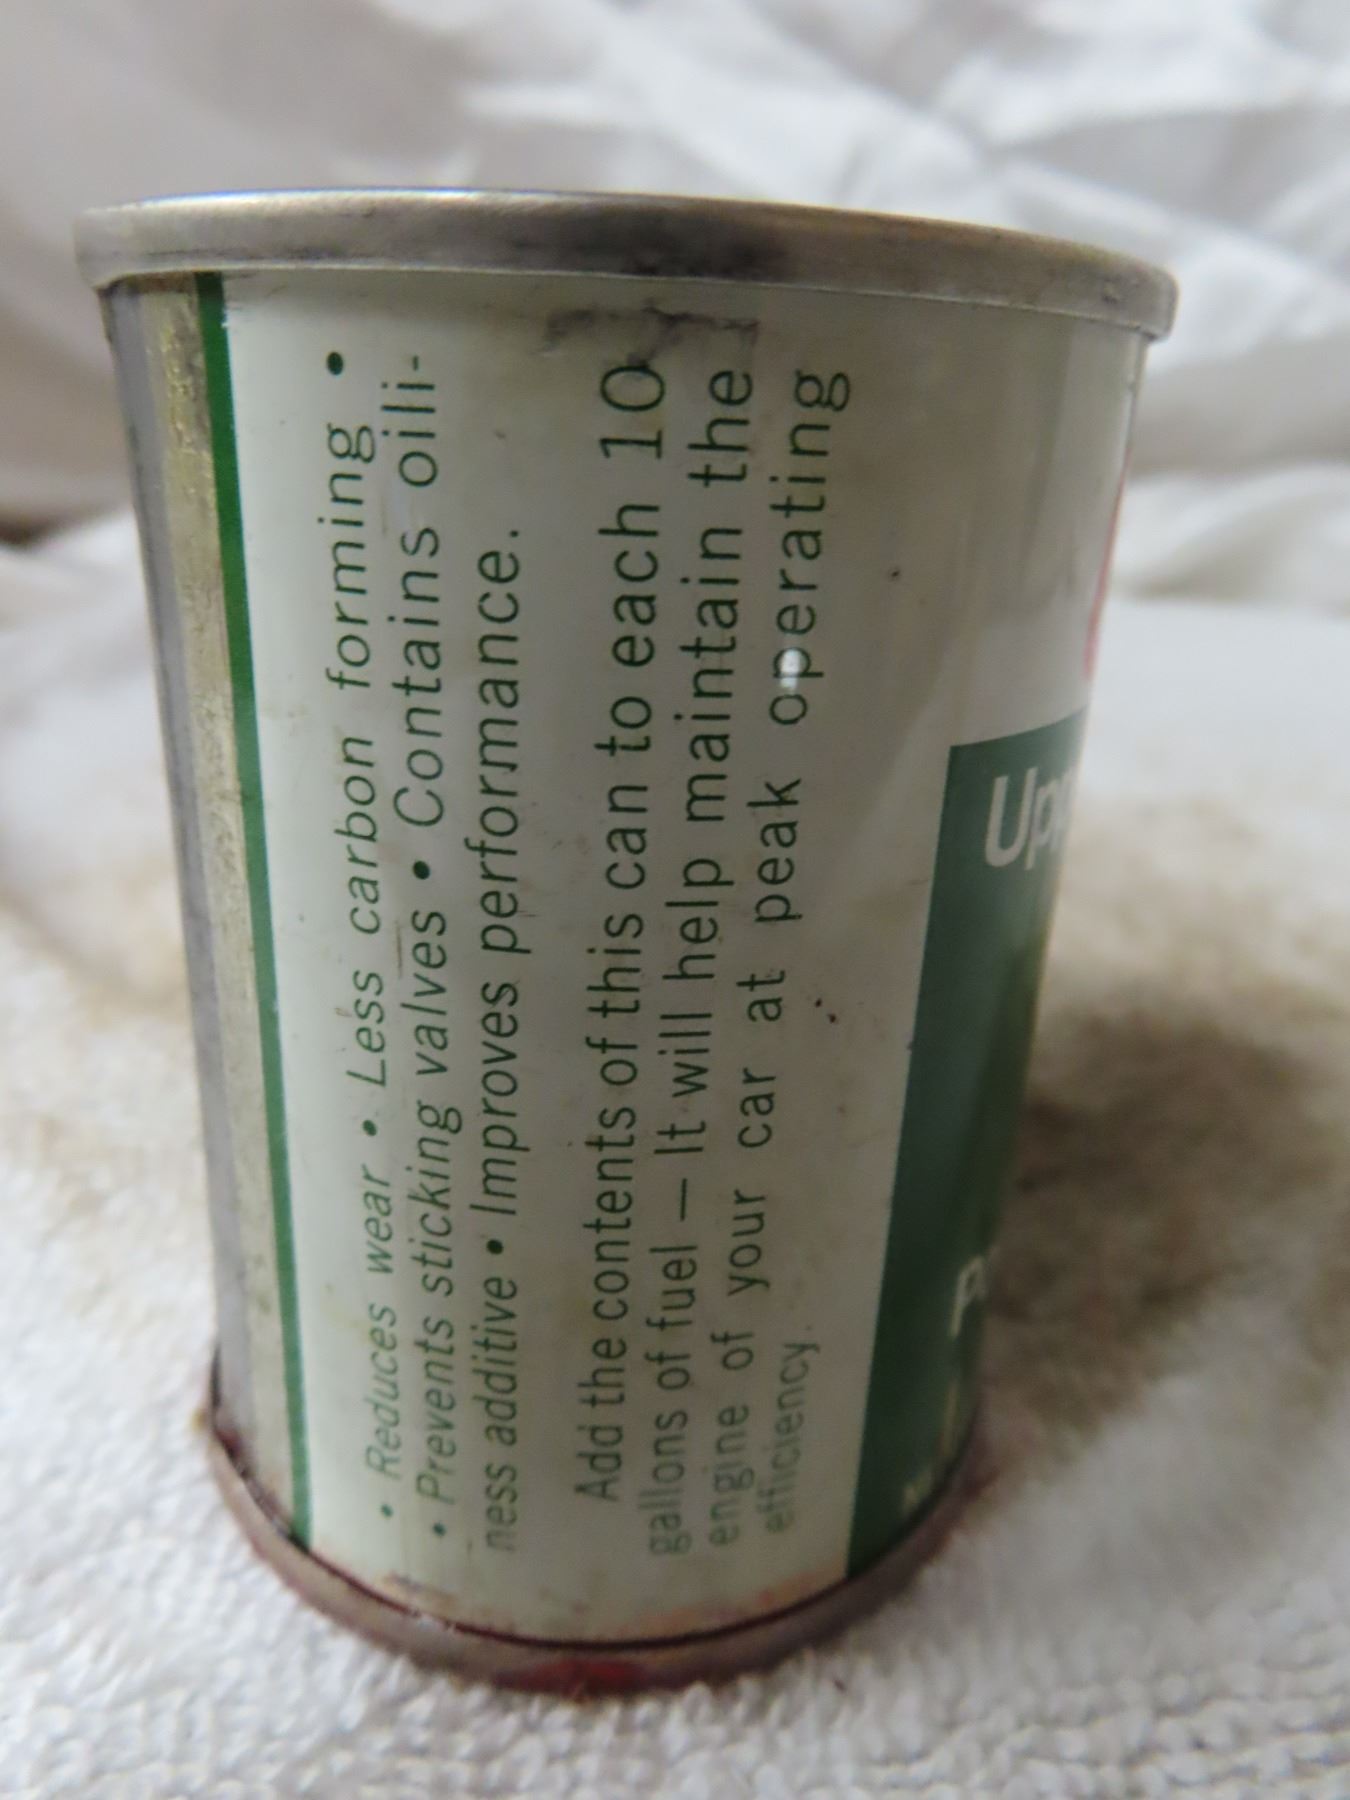 • Reduces wear • Less carbon forming •
• Prevents sticking valves • Contains oili-
ness additive • Improves performance.
Add the contents of this can to each 10
gallons of fuel — It will help maintain the
engine of your car at peak operating
efficiency.